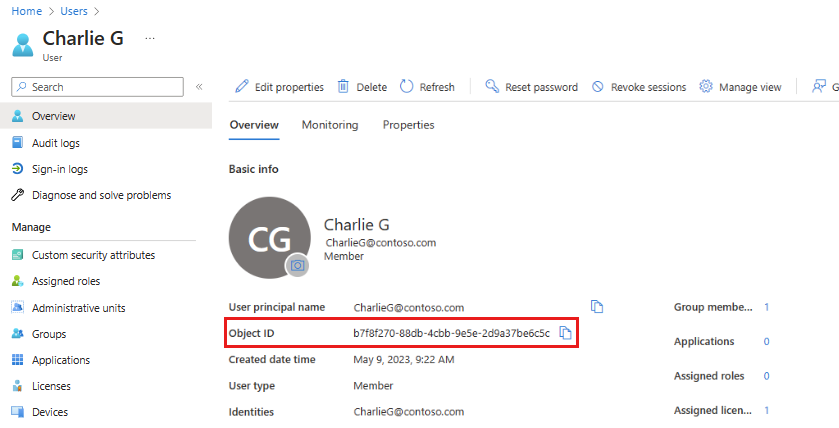 Home > Users >
Charlie G ...
User
Search «
Edit properties Delete Refresh Reset password Revoke sessions Manage view G
Overview
Audit logs
Sign-in logs
Diagnose and solve problems
Manage
Custom security attributes
Assigned roles
Administrative units
Groups
Applications
Licenses
Devices
Overview Monitoring Properties
Basic info
CG
Charlie G
CharlieG@contoso.com
Member
User principal name CharlieG@contoso.com
Object ID b7f8f270-88db-4cbb-9e5e-2d9a37be6c5c
Created date time May 9, 2023, 9:22 AM
User type Member
Identities CharlieG@contoso.com
Group membe... 1
Applications 0
Assigned roles 0
Assigned licen... 1